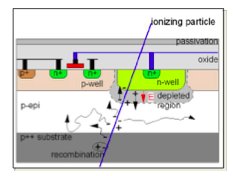 ionizing particle
passivation
oxide
p+ n+ n+ n+
p-well n-well
E
depleted
region
p-epi
p++ substrate
recombination